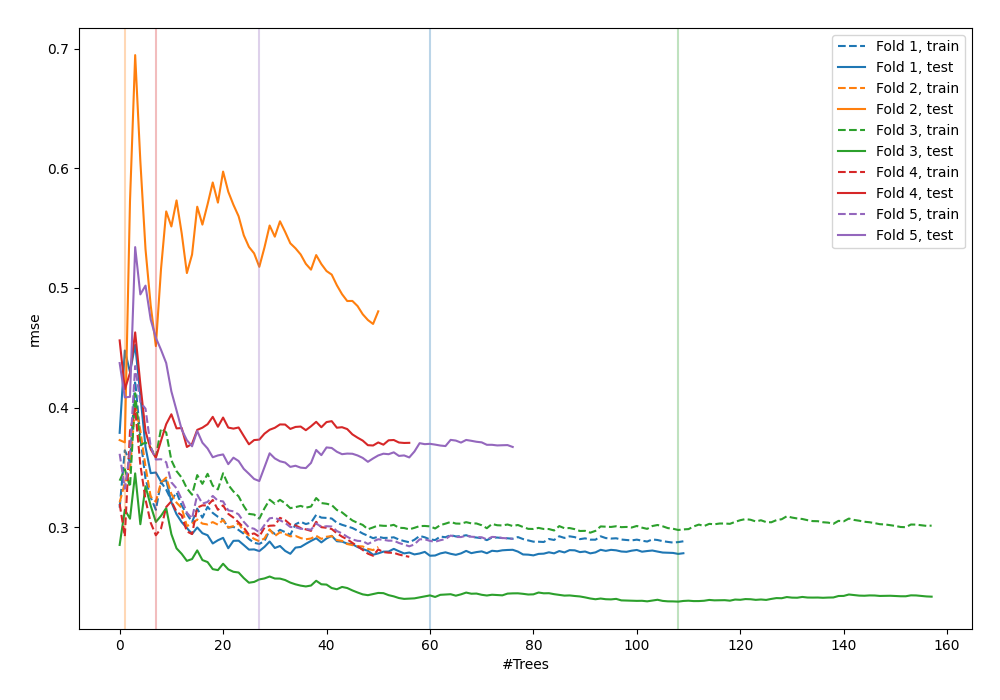 0.7
0.6
0.5
0.4
0.3
rmse
0
20
40
60
80
100
120
140
160
#Trees
Fold 1, train
Fold 1, test
Fold 2, train
Fold 2, test
Fold 3, train
Fold 3, test
Fold 4, train
Fold 4, test
Fold 5, train
Fold 5, test